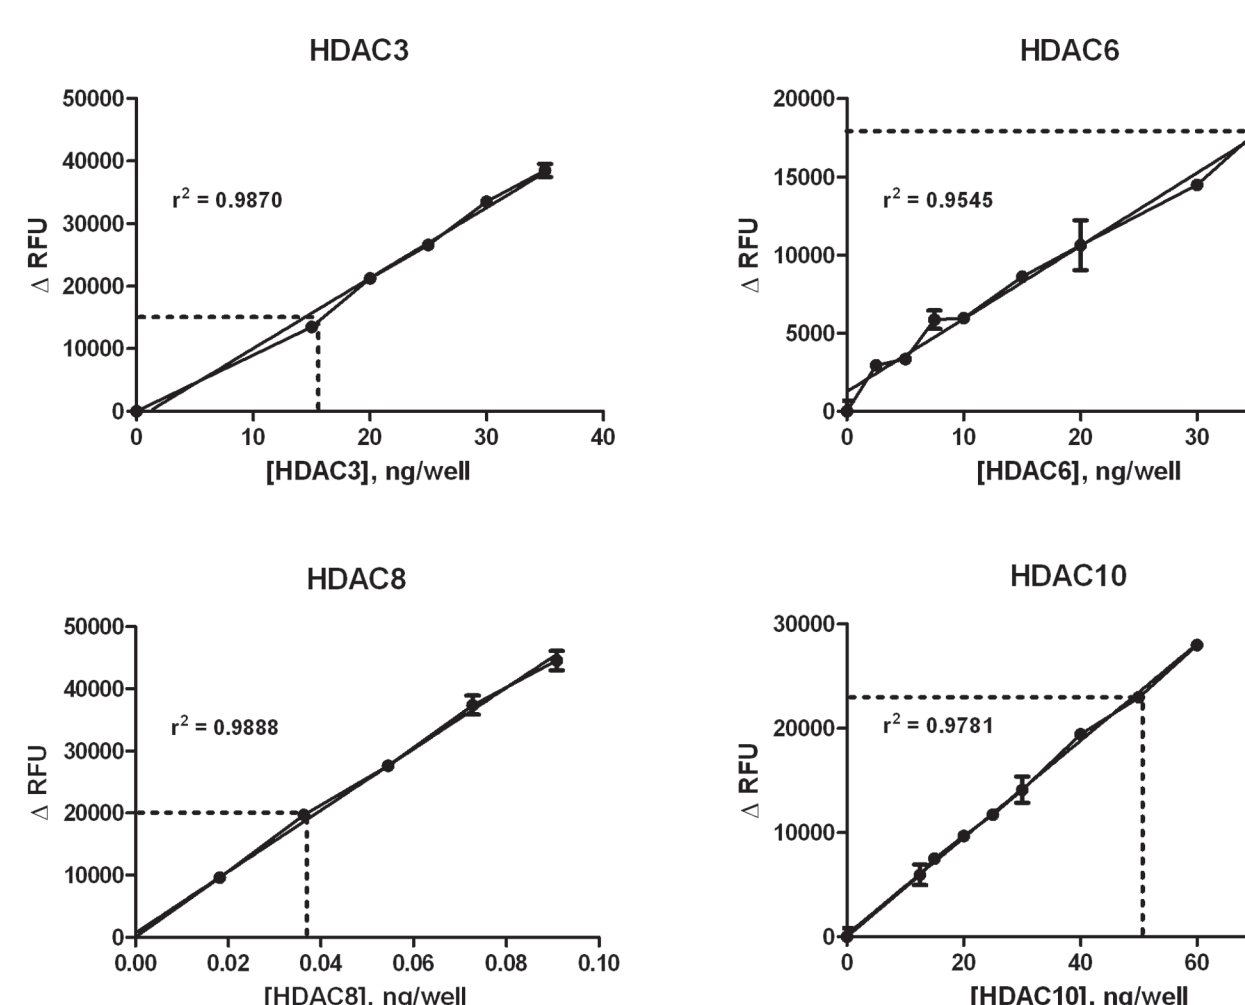 HDAC3
50000
40000
30000
20000
10000
0
r2 = 0.9870
Δ RFU
0 10 20 30 40
[HDAC3], ng/well
HDAC6
20000
15000
10000
5000
0
r2 = 0.9545
Δ RFU
0 10 20 30
[HDAC6], ng/well
HDAC8
50000
40000
30000
20000
10000
0
r2 = 0.9888
Δ RFU
0.00 0.02 0.04 0.06 0.08 0.10
[HDAC8], ng/well
HDAC10
30000
20000
10000
0
r2 = 0.9781
Δ RFU
0 20 40 60
[HDAC10], ng/well